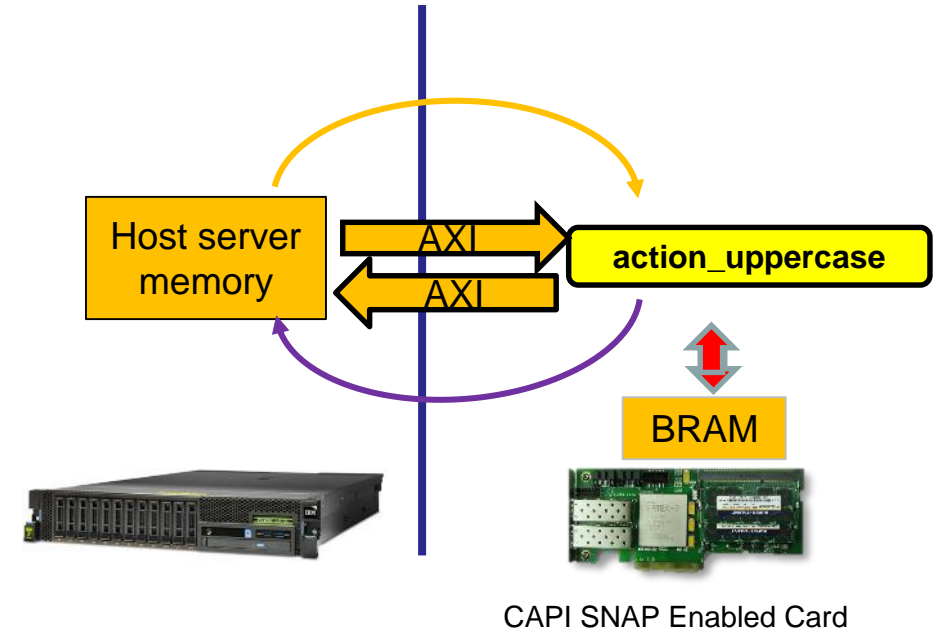 Host server
memory
AXI
AXI
action_uppercase
BRAM
CAPI SNAP Enabled Card